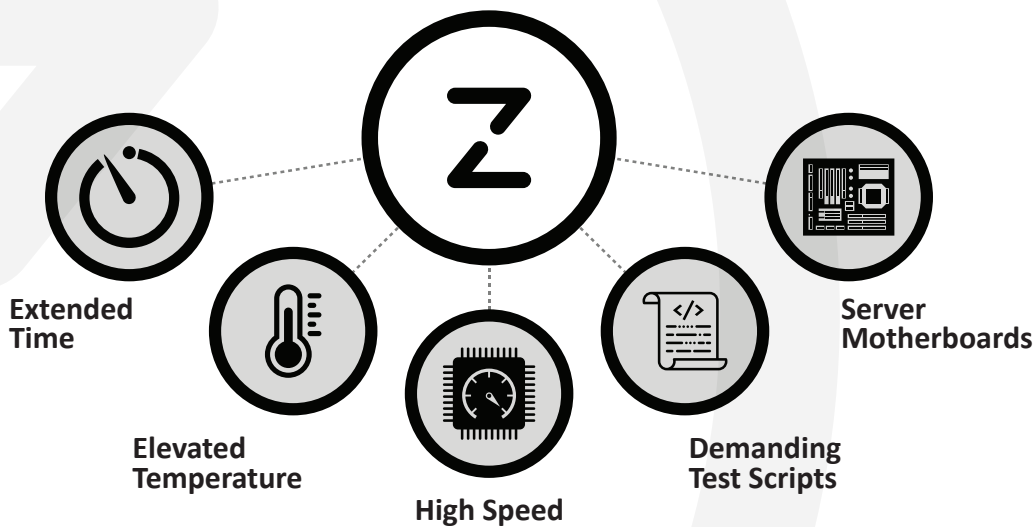 Z
Extended
Time
Elevated
Temperature
High Speed
</>
Demanding
Test Scripts
Server
Motherboards